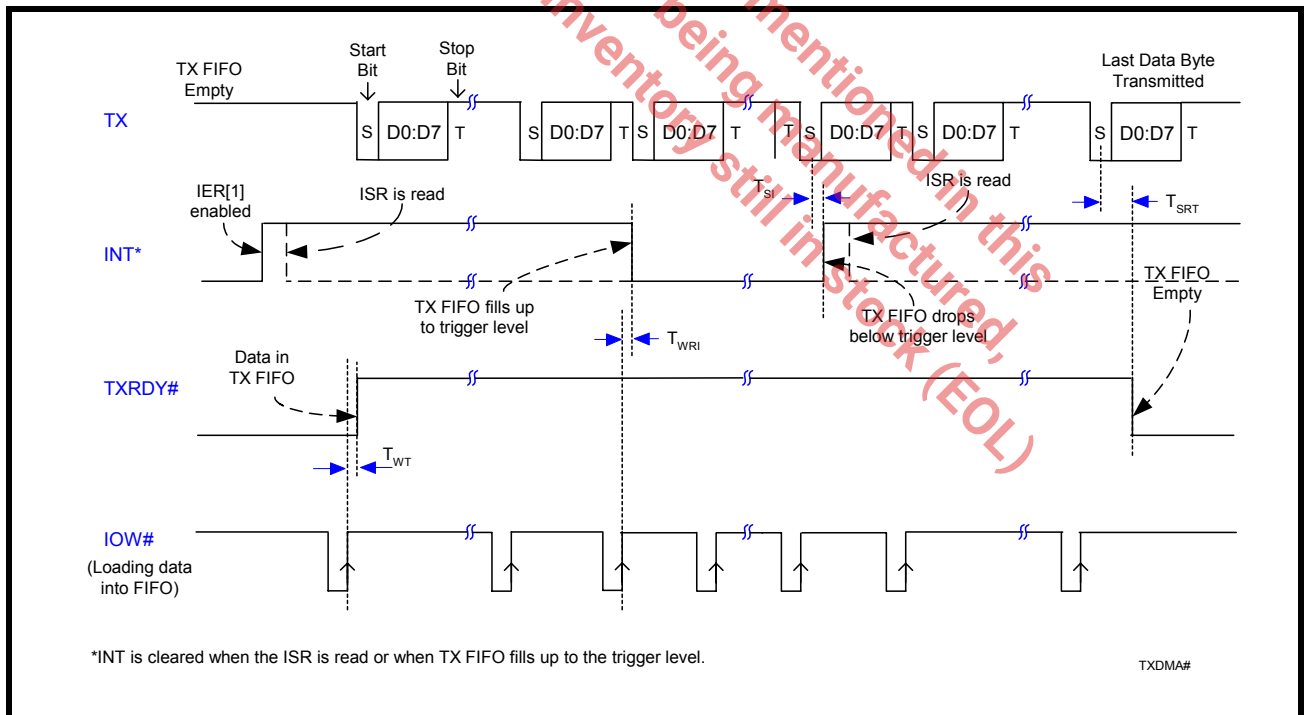 mentioned in this
being manufactured,
inventory still in stock (EOL)
TX FIFO
Empty
Start
Bit
Stop
Bit
Last Data Byte
Transmitted
TX
S D0:D7 T
S D0:D7 T
S D0:D7 T
T S D0:D7 T
S D0:D7 T
S D0:D7 T
IER[1]
enabled
ISR is read
TSI
ISR is read
TSRT
INT*
TX FIFO fills up
to trigger level
TX FIFO drops
below trigger level
TX FIFO
Empty
TWRI
Data in
TX FIFO
TXRDY#
TWT
IOW#
(Loading data
into FIFO)
*INT is cleared when the ISR is read or when TX FIFO fills up to the trigger level.
TXDMA#